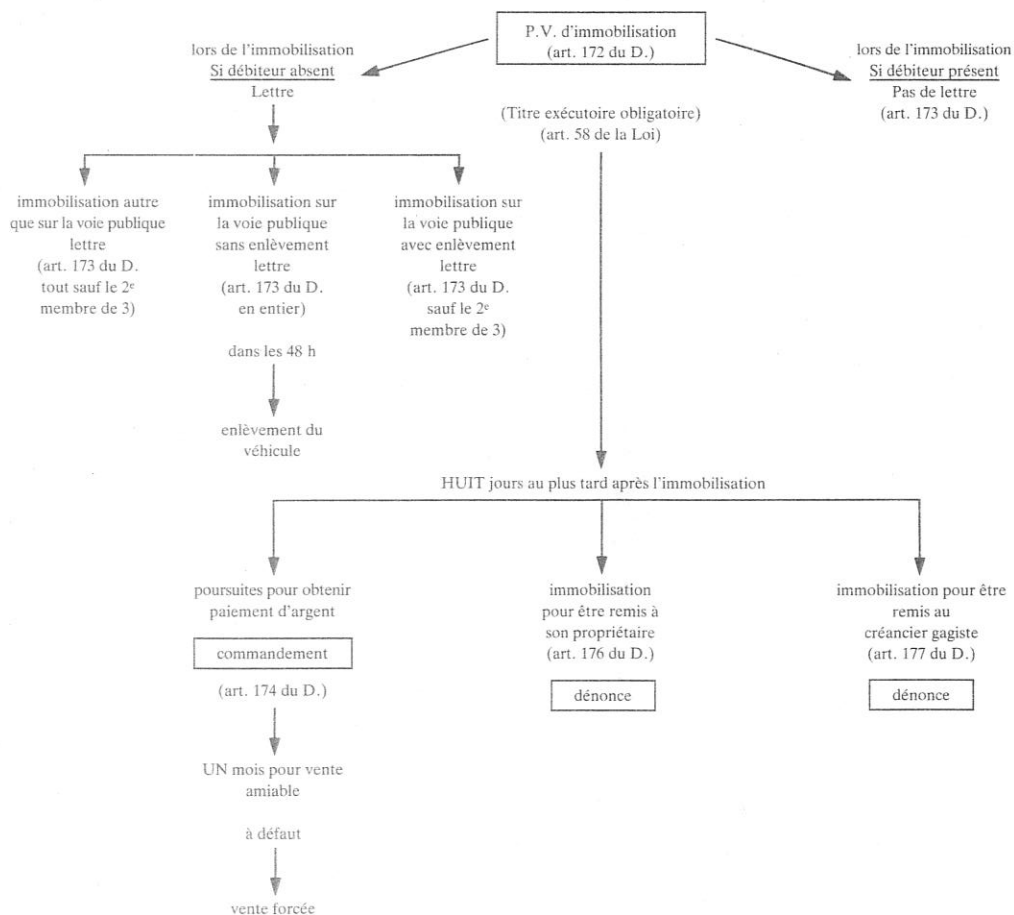 P.V. d'immobilisation
(art. 172 du D.)
lors de l'immobilisation
Si débiteur absent
Lettre
lors de l'immobilisation
Si débiteur présent
Pas de lettre
(art. 173 du D.)
(Titre exécutoire obligatoire)
(art. 58 de la Loi)
immobilisation autre
que sur la voie publique
lettre
(art. 173 du D.
tout sauf le 2e
membre de 3)
immobilisation sur
la voie publique
sans enlèvement
lettre
(art. 173 du D.
en entier)
immobilisation sur
la voie publique
avec enlèvement
lettre
(art. 173 du D.
sauf le 2e
membre de 3)
dans les 48 h
enlèvement du
véhicule
HUIT jours au plus tard après l'immobilisation
poursuites pour obtenir
paiement d'argent
commandement
(art. 174 du D.)
immobilisation
pour être remis à
son propriétaire
(art. 176 du D.)
dénonce
immobilisation pour être
remis au
créancier gagiste
(art. 177 du D.)
dénonce
UN mois pour vente
amiable
à défaut
vente forcée